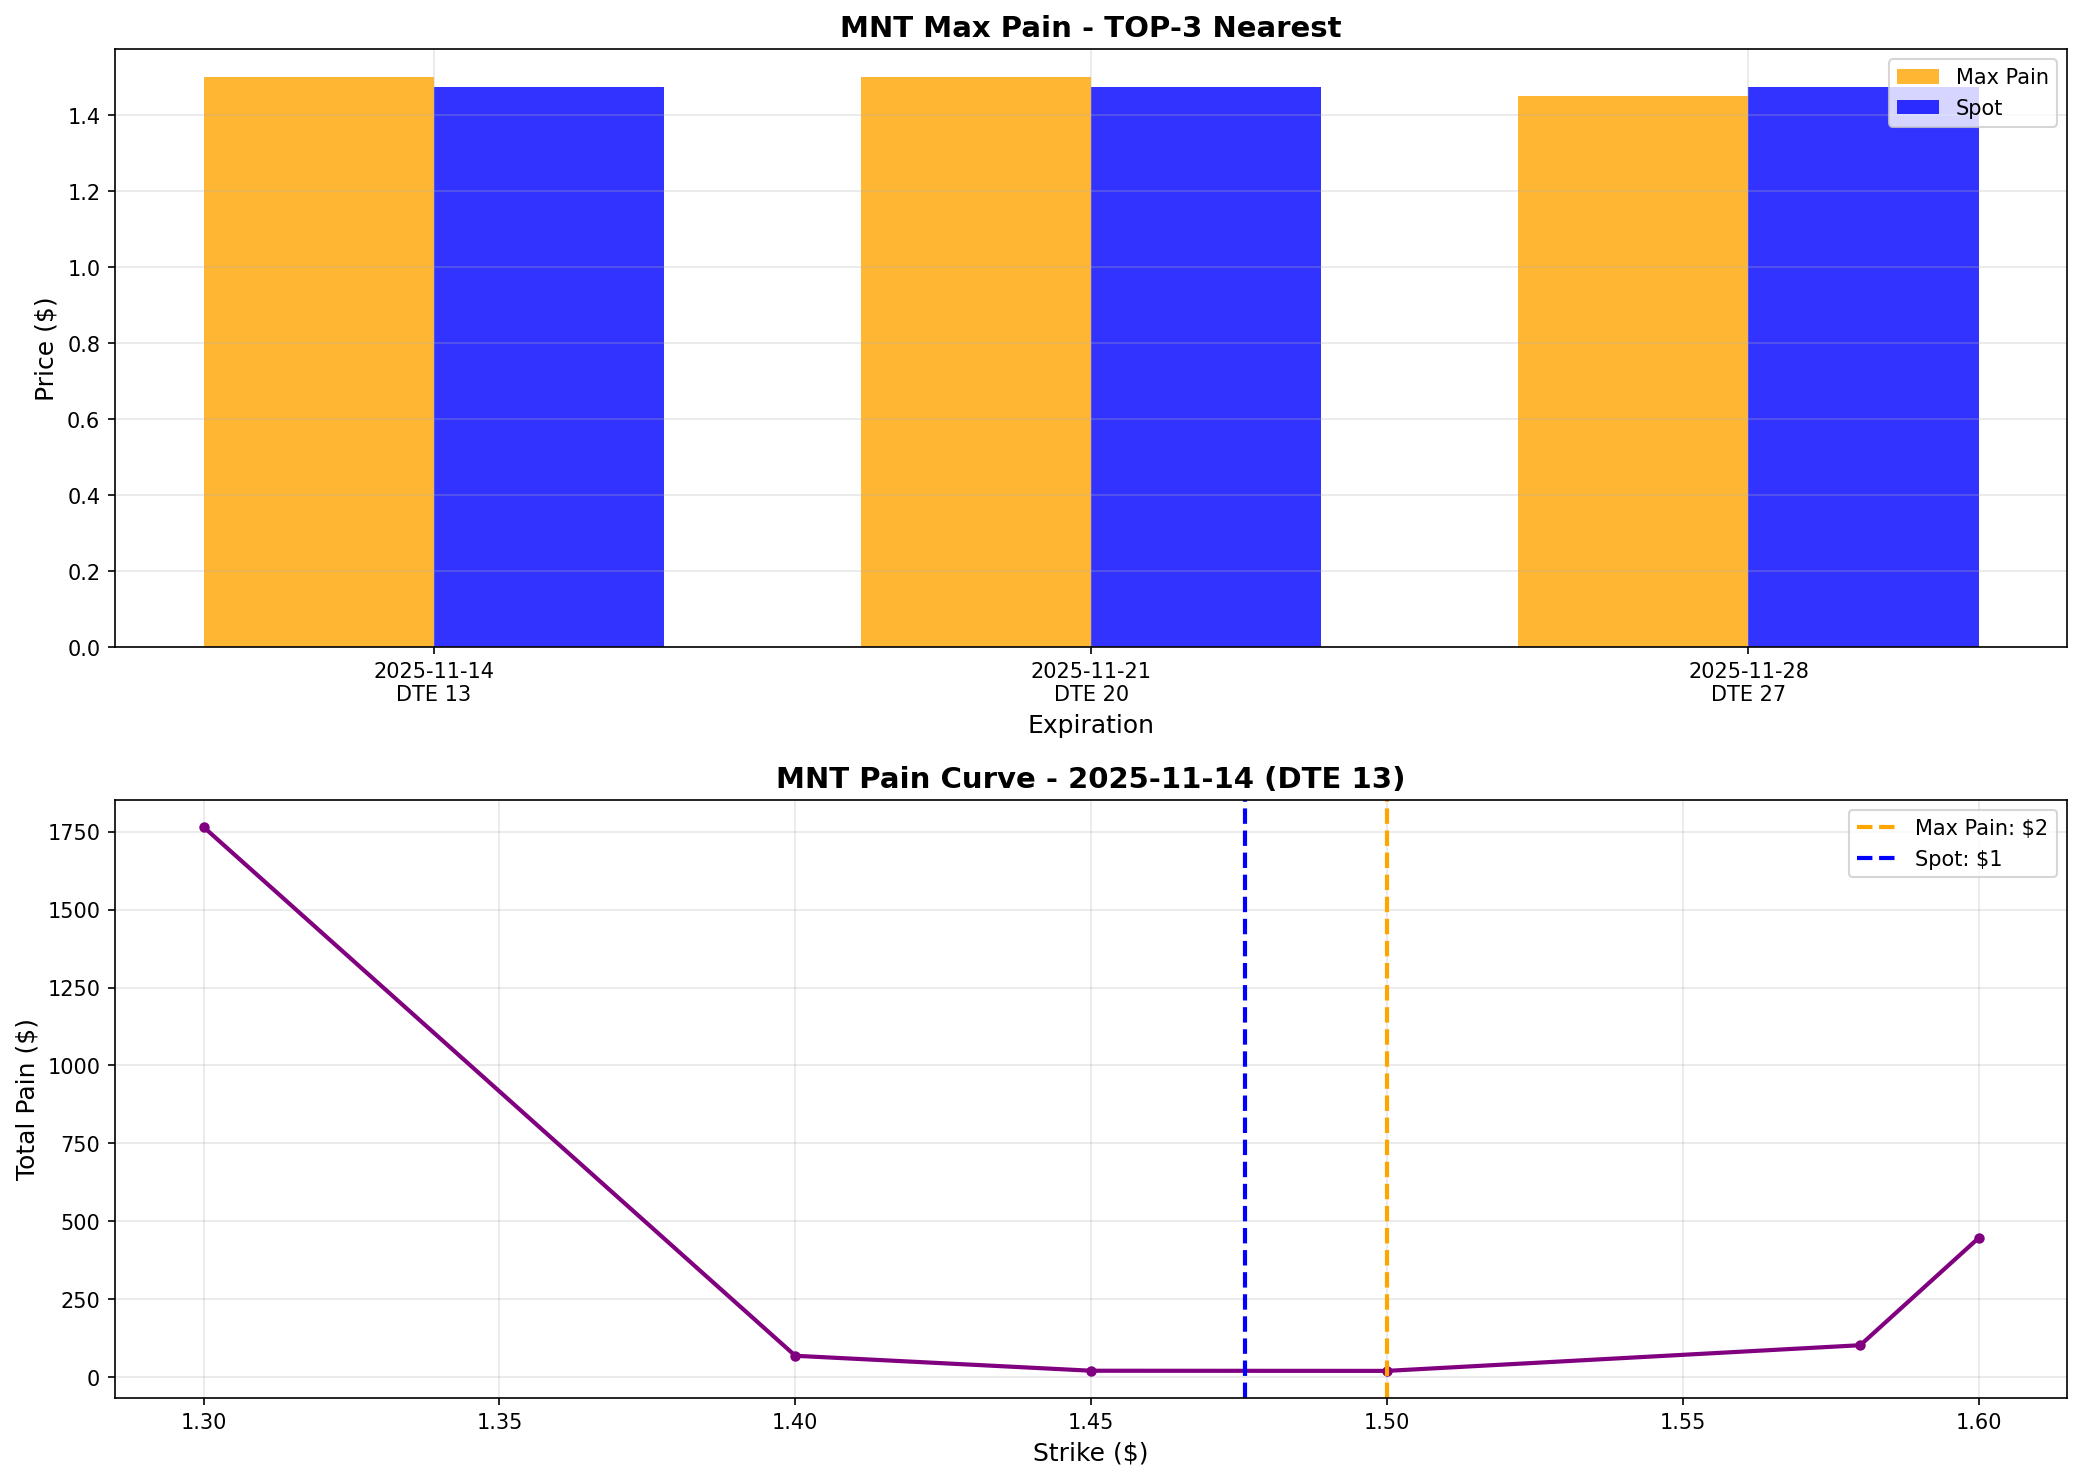 MNT Max Pain - TOP-3 Nearest
Max Pain
Spot
Price ($)
1.4
1.2
1.0
0.8
0.6
0.4
0.2
0.0
2025-11-14
DTE 13
2025-11-21
DTE 20
2025-11-28
DTE 27
Expiration
MNT Pain Curve - 2025-11-14 (DTE 13)
Max Pain: $2
Spot: $1
Total Pain ($)
1750
1500
1250
1000
750
500
250
0
1.30
1.35
1.40
1.45
1.50
1.55
1.60
Strike ($)